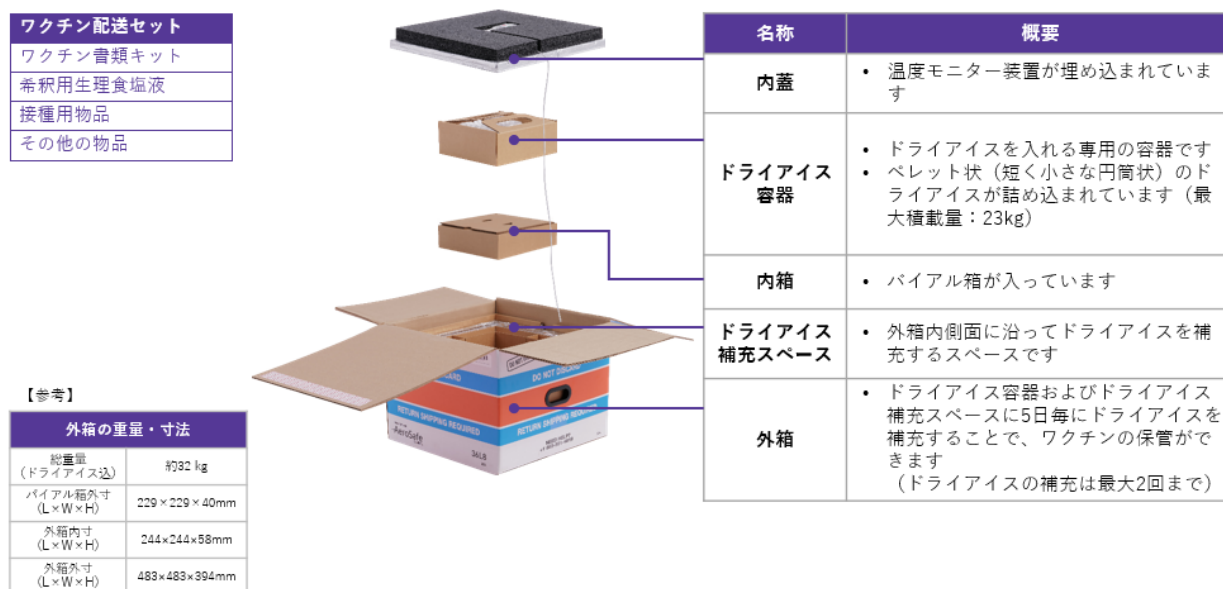 ワクチン配送セット
ワクチン書類キット
希釈用生理食塩液
接種用物品
その他の物品
【参考】
外箱の重量・寸法
総重量
(ドライアイス込)
約32 kg
バイアル箱外寸
(L×W×H)
229×229×40mm
外箱内寸
(L×W×H)
244×244×58mm
外箱外寸
(L×W×H)
483×483×394mm
DO NOT DISCARD
RETURN SHIPPING REQUIRED
RETURN SHIPPING REQUIRED
AeroSafe
36LB
名称
概要
内蓋
• 温度モニター装置が埋め込まれていま
す
ドライアイス
容器
• ドライアイスを入れる専用の容器です
• ペレット状（短く小さな円筒状）のド
ライアイスが詰め込まれています（最
大積載量：23kg）
内箱
• バイアル箱が入っています
ドライアイス
補充スペース
• 外箱内側面に沿ってドライアイスを補
充するスペースです
外箱
• ドライアイス容器およびドライアイス
補充スペースに5日毎にドライアイスを
補充することで、ワクチンの保管がで
きます
（ドライアイスの補充は最大2回まで）